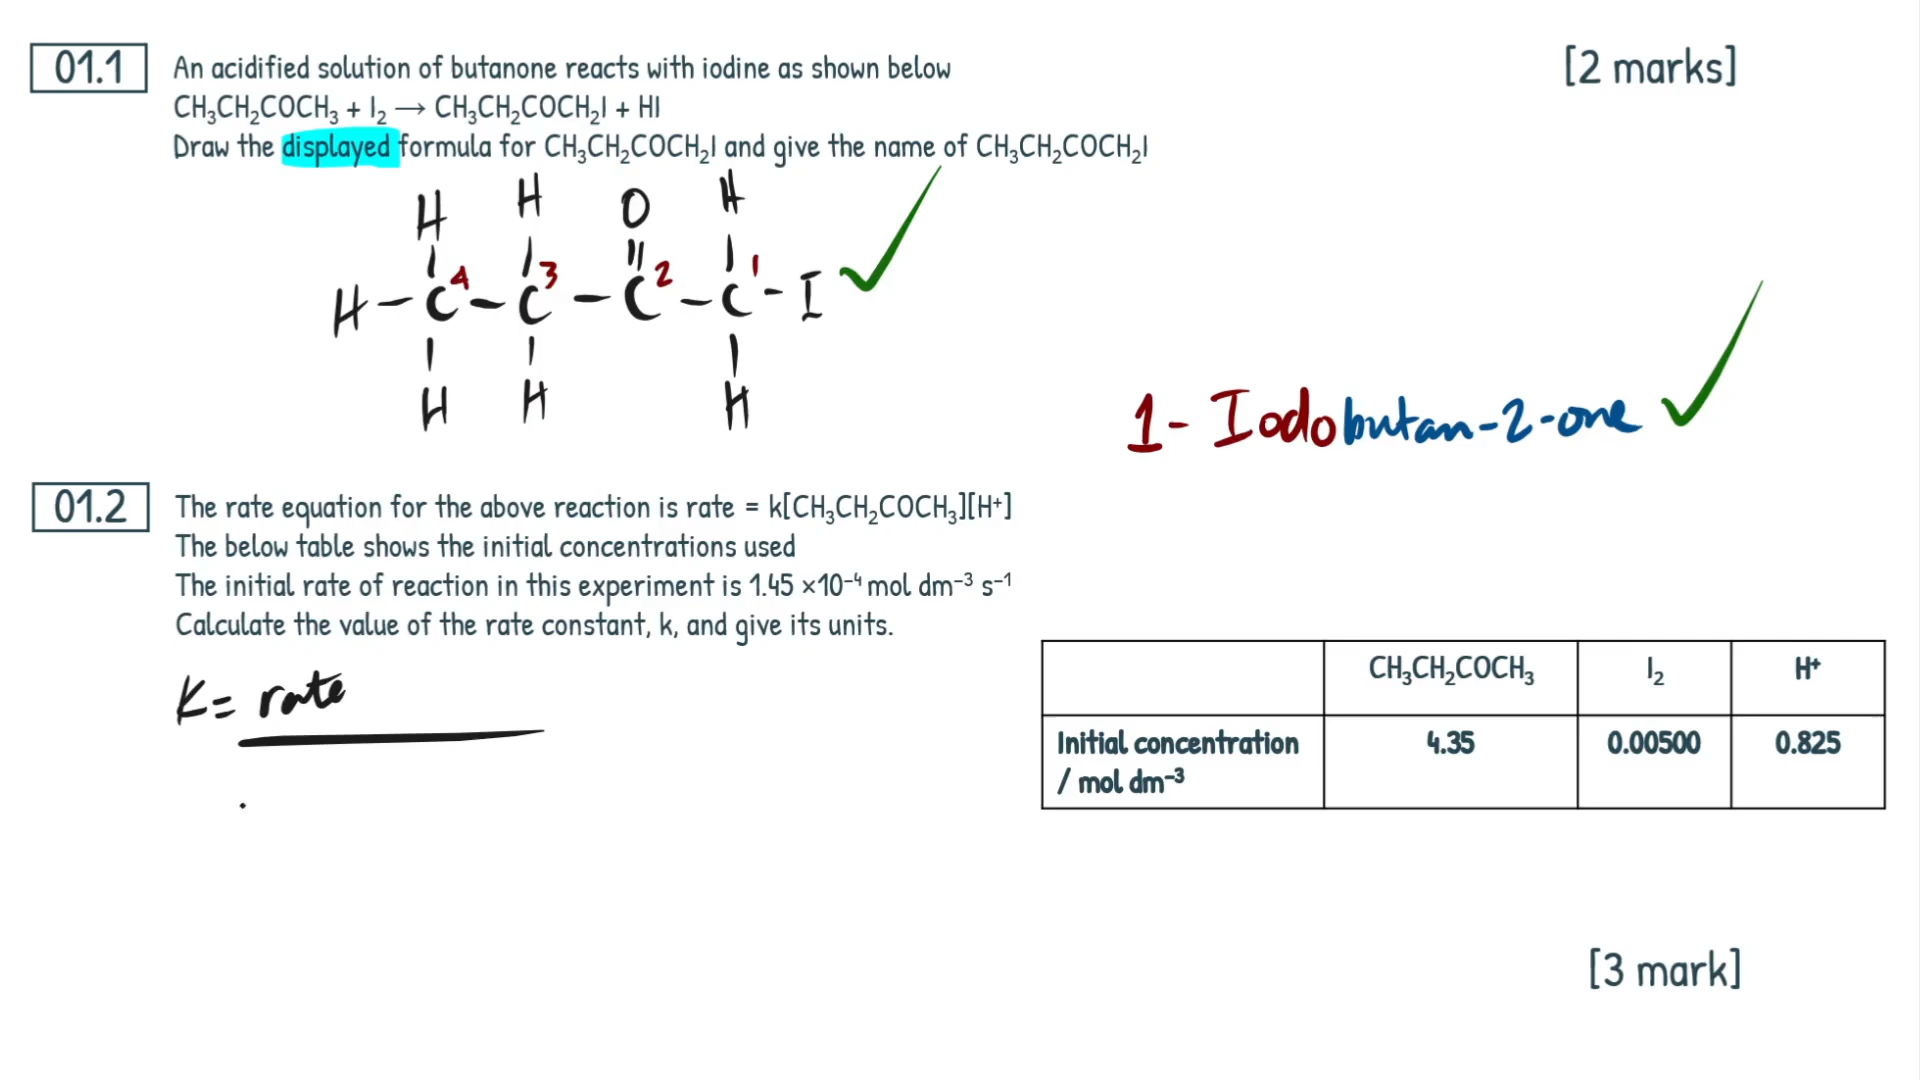 01.1
An acidified solution of butanone reacts with iodine as shown below
[2 marks]
CH₃CH₂COCH₃ + I₂ ⟶ CH₃CH₂COCH₂I + HI
Draw the displayed formula for CH₃CH₂COCH₂I and give the name of CH₃CH₂COCH₂I
H H O H
H – C⁴ – C³ – C² – C¹ – I
H H H
1- Iodobutan-2-one
01.2
The rate equation for the above reaction is rate = k[CH₃CH₂COCH₃][H⁺]
The below table shows the initial concentrations used
The initial rate of reaction in this experiment is 1.45 ×10⁻⁴ mol dm⁻³ s⁻¹
Calculate the value of the rate constant, k, and give its units.
K= rate
CH₃CH₂COCH₃ I₂ H⁺
Initial concentration 4.35 0.00500 0.825
/ mol dm⁻³
[3 mark]